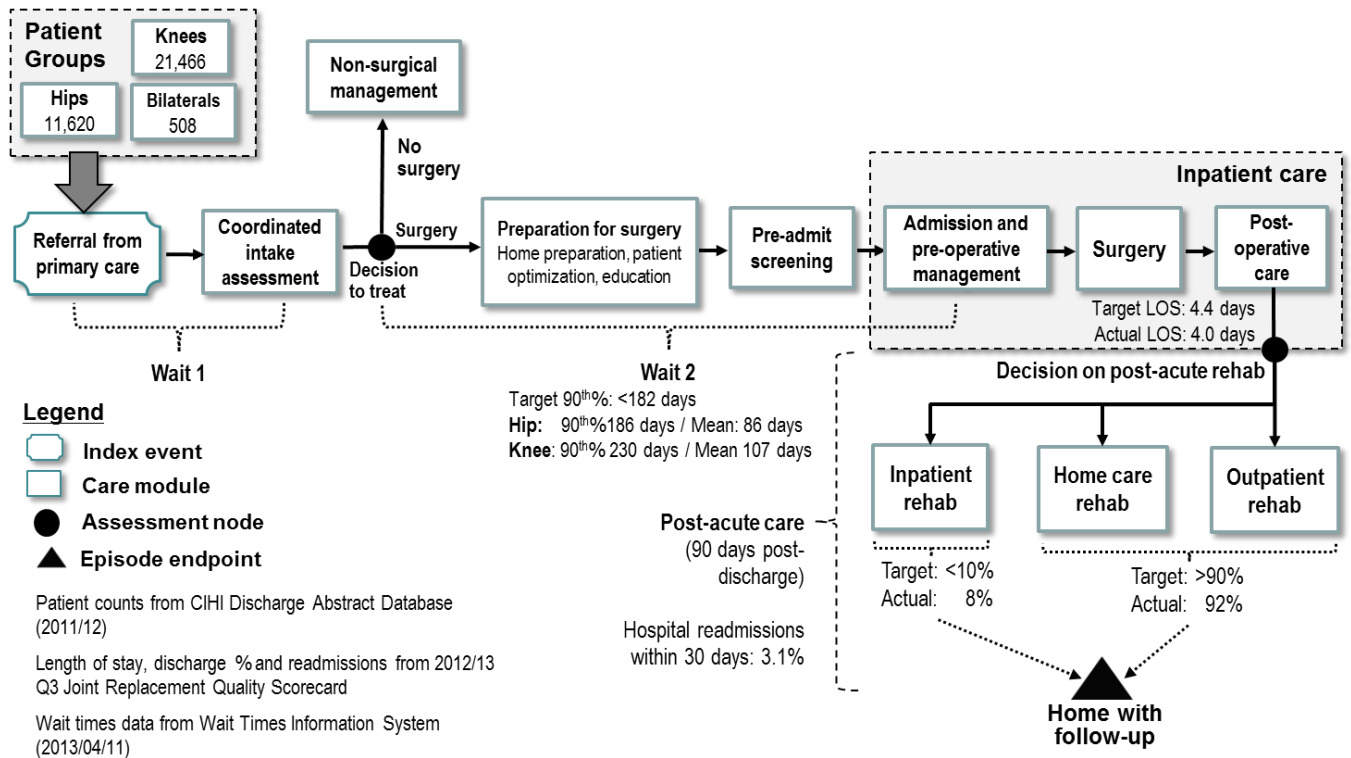 Patient
Groups
Knees
21,466
Hips
11,620
Bilaterals
508
Non-surgical
management
No
surgery
Referral from
primary care
Coordinated
intake
assessment
Surgery
Decision
to treat
Preparation for surgery
Home preparation, patient
optimization, education
Pre-admit
screening
Inpatient care
Admission and
pre-operative
management
Surgery
Post-
operative
care
Target LOS: 4.4 days
Actual LOS: 4.0 days
Wait 1
Wait 2
Target 90th%: <182 days
Hip: 90th%186 days / Mean: 86 days
Knee: 90th% 230 days / Mean 107 days
Decision on post-acute rehab
Inpatient
rehab
Home care
rehab
Outpatient
rehab
Legend
Index event
Care module
Assessment node
Episode endpoint
Post-acute care
(90 days post-
discharge)
Hospital readmissions
within 30 days: 3.1%
Target: <10%
Actual: 8%
Target: >90%
Actual: 92%
Home with
follow-up
Patient counts from CIHI Discharge Abstract Database
(2011/12)
Length of stay, discharge % and readmissions from 2012/13
Q3 Joint Replacement Quality Scorecard
Wait times data from Wait Times Information System
(2013/04/11)